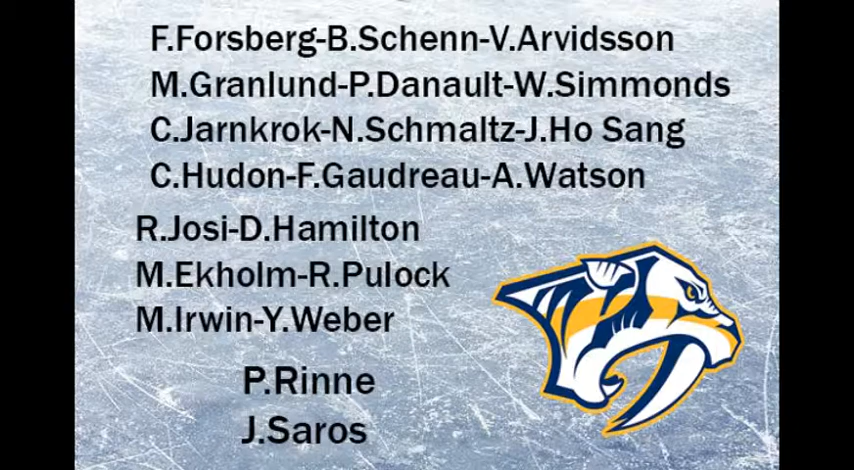 F.Forsberg-B.Schenn-V.Arvidsson
M.Granlund-P.Danault-W.Simmonds
C.Jarnkrok-N.Schmaltz-J.Ho Sang
C.Hudon-F.Gaudreau-A.Watson
R.Josi-D.Hamilton
M.Ekholm-R.Pulock
M.Irwin-Y.Weber
P.Rinne
J.Saros